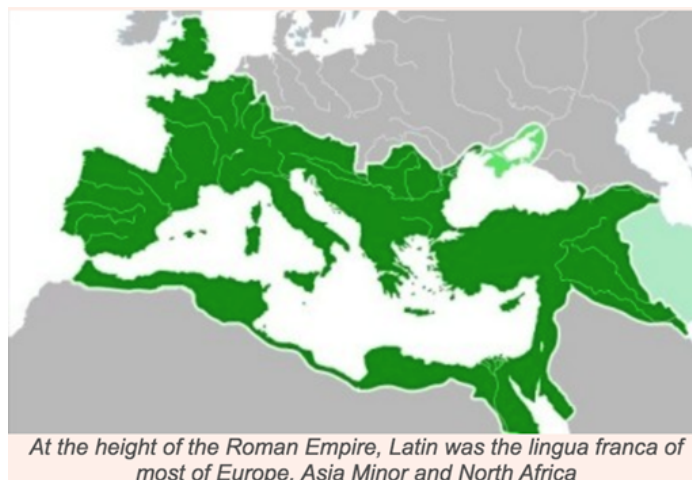 At the height of the Roman Empire, Latin was the lingua franca of
most of Europe, Asia Minor and North Africa